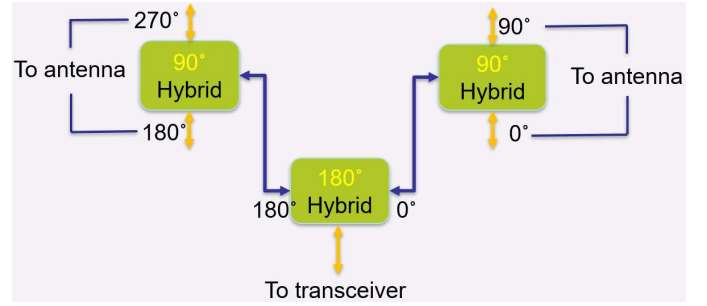 270˚
90˚
To antenna
90˚
Hybrid
90˚
Hybrid
To antenna
180˚
0˚
180˚
180˚
Hybrid
0˚
To transceiver